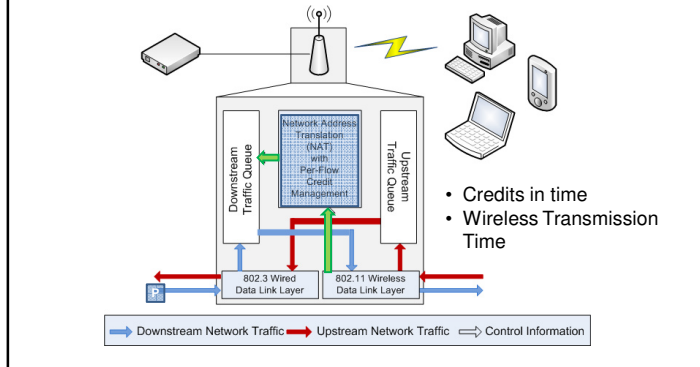 ((o))
Network Address
Translation
(NAT)
with
Per-Flow
Credit
Management
Downstream
Traffic Queue
Upstream
Traffic Queue
• Credits in time
• Wireless Transmission
Time
802.3 Wired
Data Link Layer
802.11 Wireless
Data Link Layer
P
Downstream Network Traffic
Upstream Network Traffic
Control Information